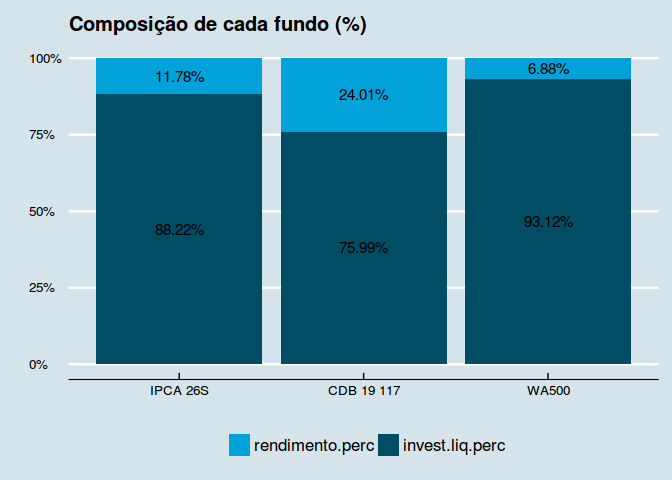 Composição de cada fundo (%)
100%
75%
50%
25%
0%
11.78%
24.01%
6.88%
88.22%
75.99%
93.12%
IPCA 26S
CDB 19 117
WA500
rendimento.perc
invest.liq.perc